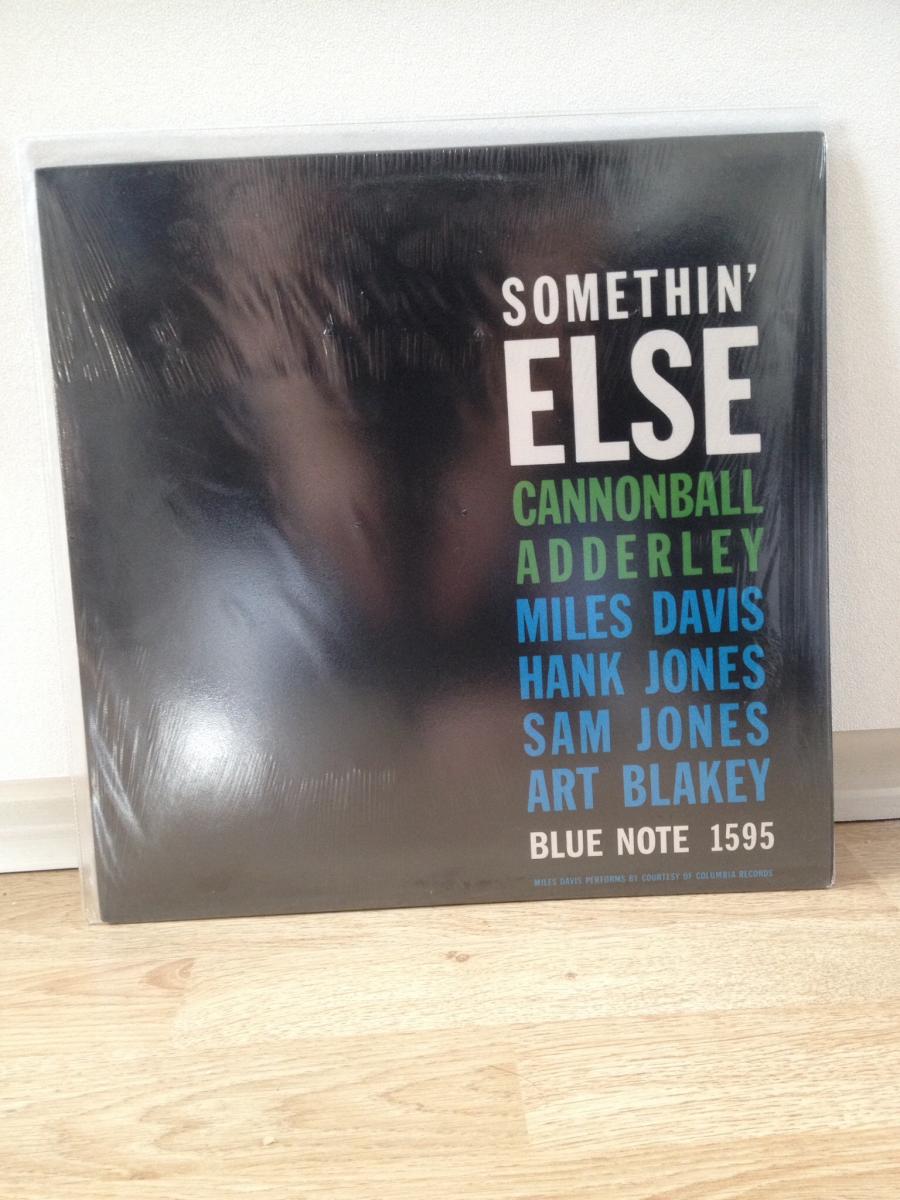 SOMETHIN'
ELSE
CANNONBALL
ADDERLEY
MILES DAVIS
HANK JONES
SAM JONES
ART BLAKEY
BLUE NOTE 1595
MILES DAVIS PERFORMS BY COURTESY OF COLUMBIA RECORDS